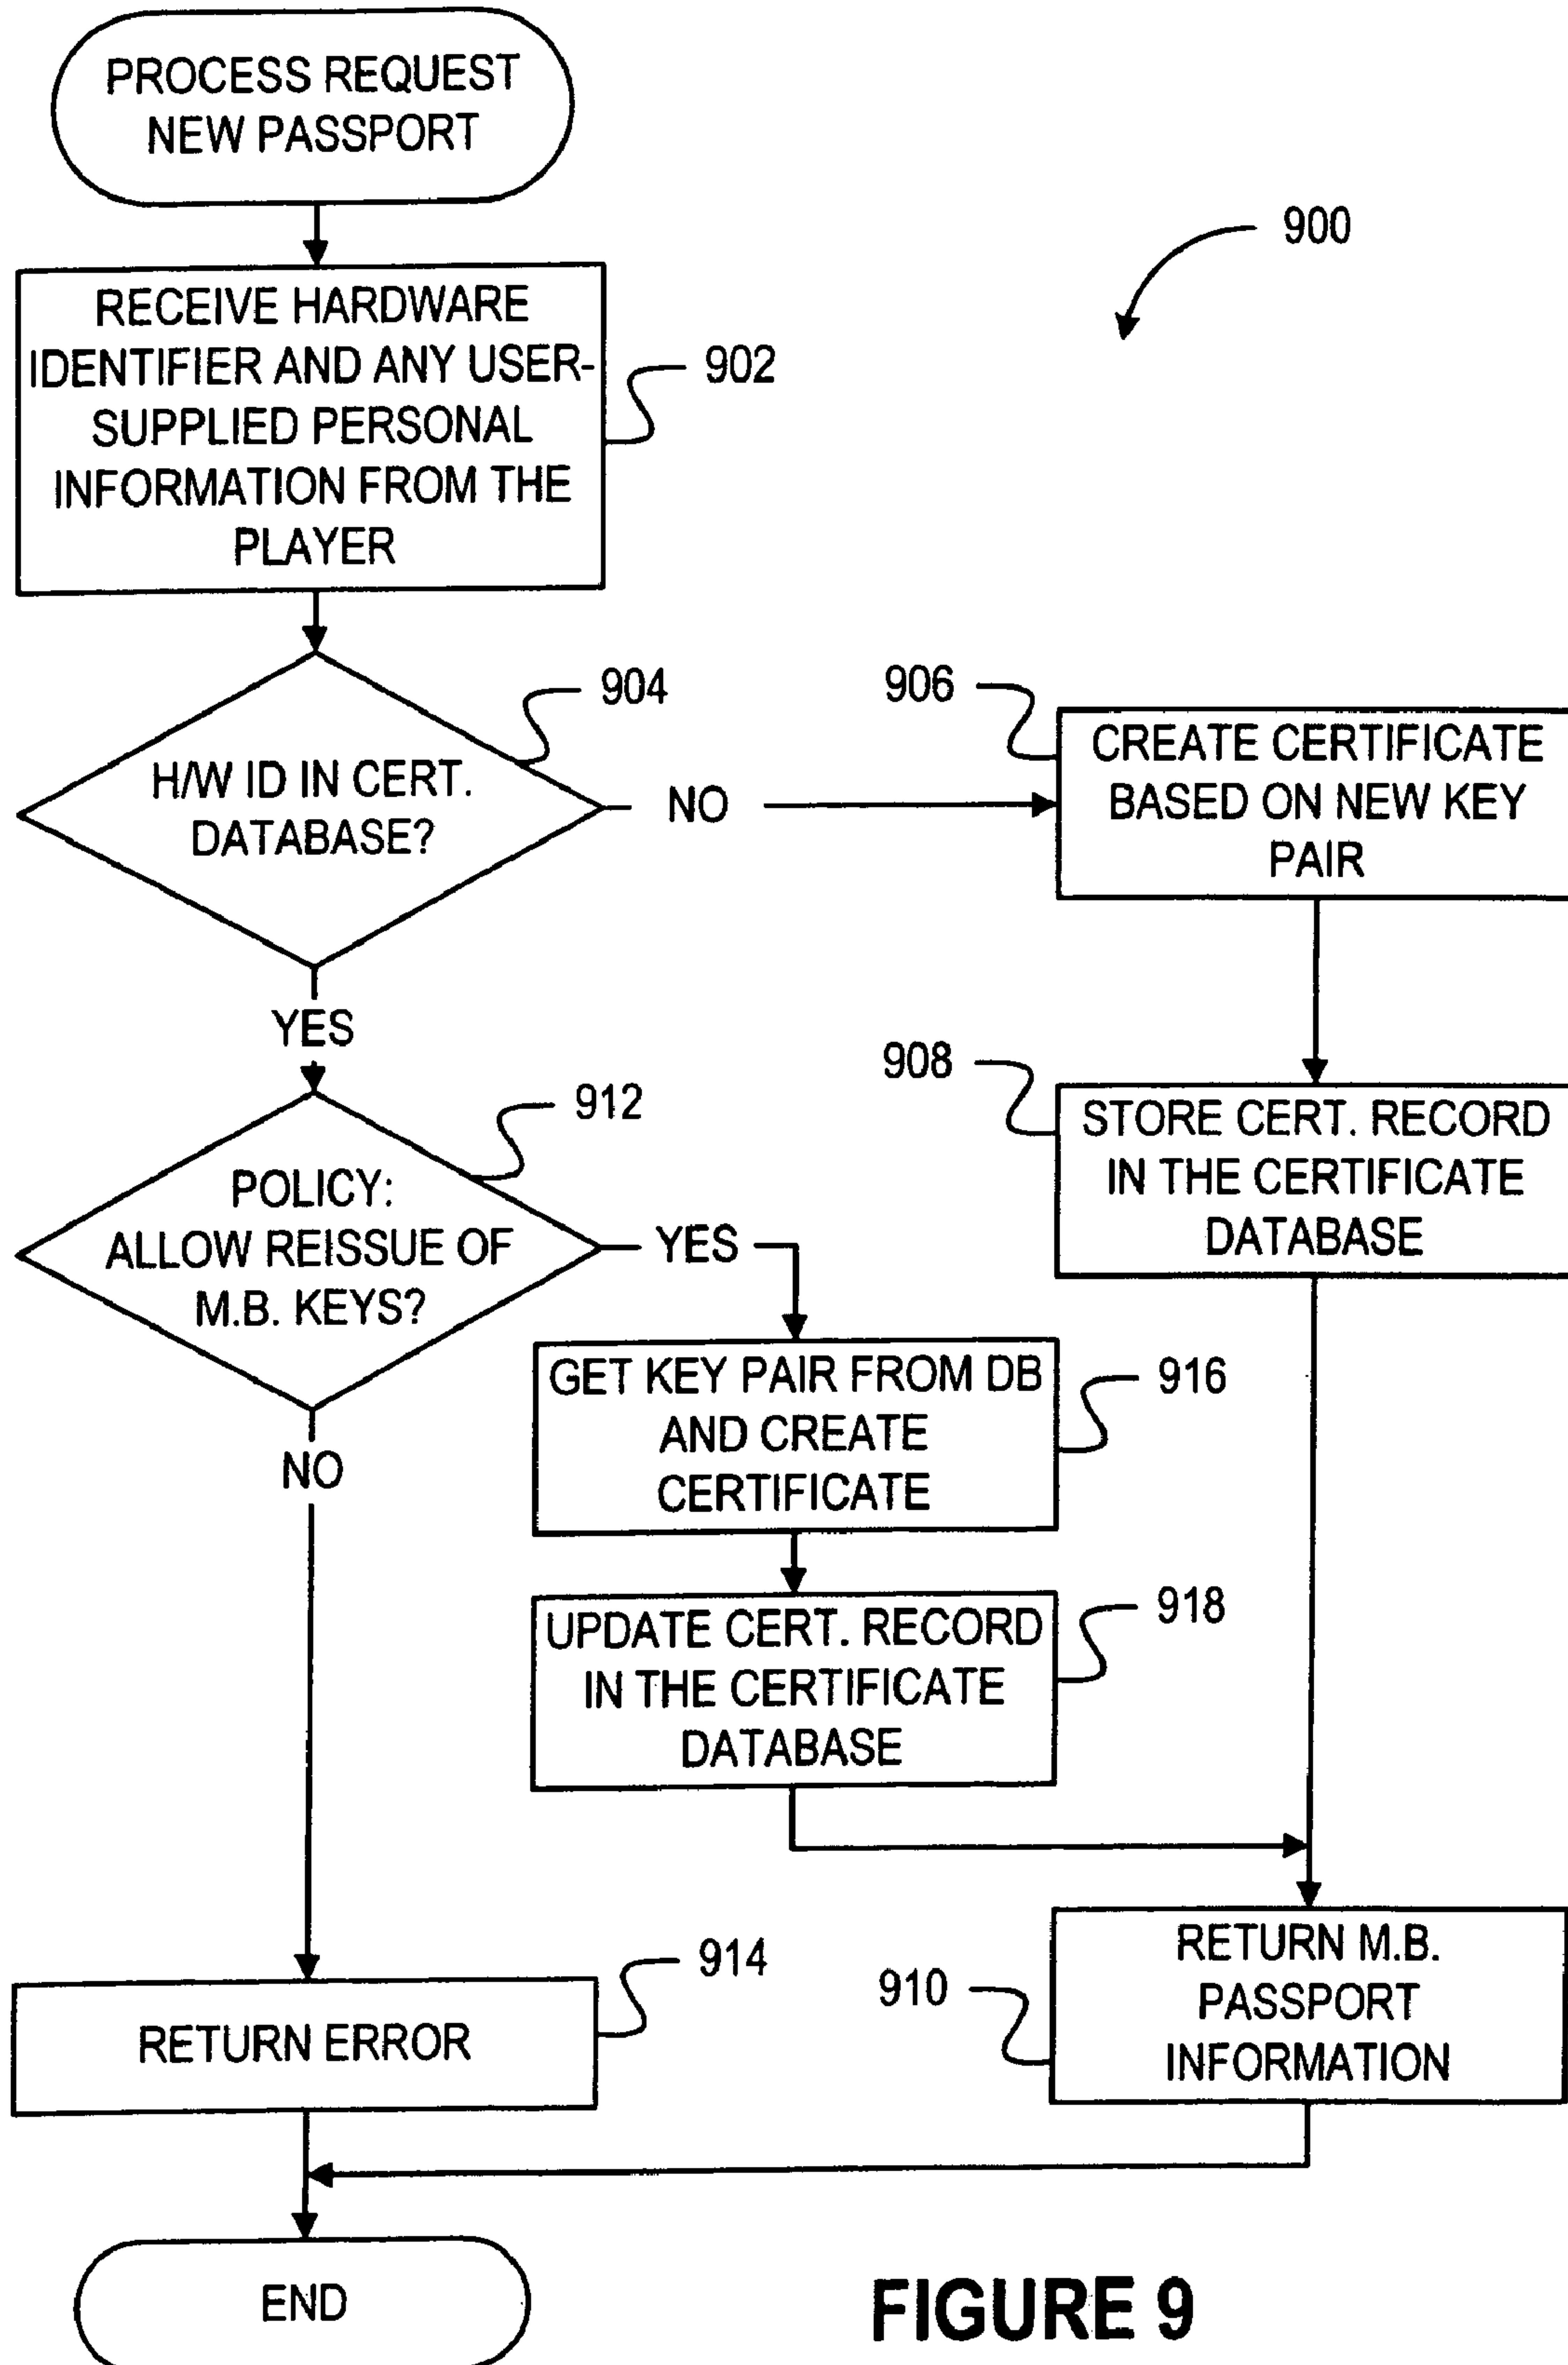 PROCESS REQUEST
NEW PASSPORT
900
RECEIVE HARDWARE
IDENTIFIER AND ANY USER-
SUPPLIED PERSONAL
INFORMATION FROM THE
PLAYER
902
H/W ID IN CERT.
DATABASE?
904
NO
906
CREATE CERTIFICATE
BASED ON NEW KEY
PAIR
YES
908
STORE CERT. RECORD
IN THE CERTIFICATE
DATABASE
912
POLICY:
ALLOW REISSUE OF
M.B. KEYS?
YES
GET KEY PAIR FROM DB
AND CREATE
CERTIFICATE
916
NO
UPDATE CERT. RECORD
IN THE CERTIFICATE
DATABASE
918
RETURN ERROR
914
910
RETURN M.B.
PASSPORT
INFORMATION
END
FIGURE 9